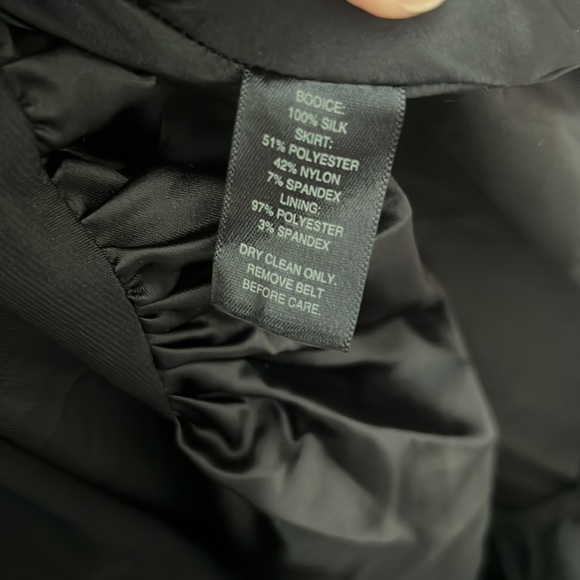 BODICE:
100% SILK
SKIRT:
51% POLYESTER
42% NYLON
7% SPANDEX
LINING:
97% POLYESTER
3% SPANDEX
DRY CLEAN ONLY.
REMOVE BELT
BEFORE CARE.